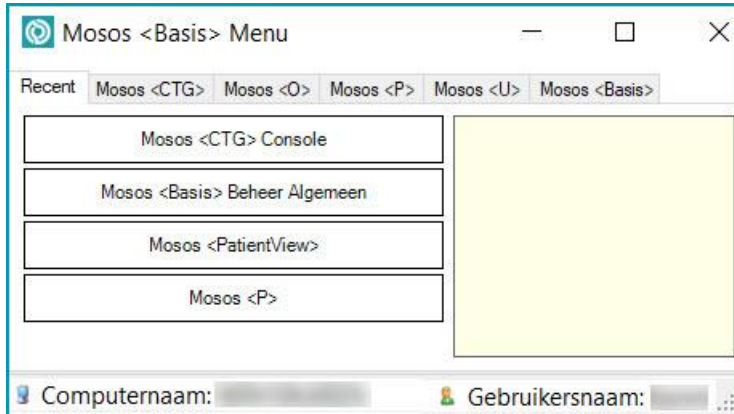 Mosos <Basis> Menu
Recent Mosos <CTG> Mosos <O> Mosos <P> Mosos <U> Mosos <Basis>
Mosos <CTG> Console
Mosos <Basis> Beheer Algemeen
Mosos <PatientView>
Mosos <P>
Computernaam: Gebruikersnaam: